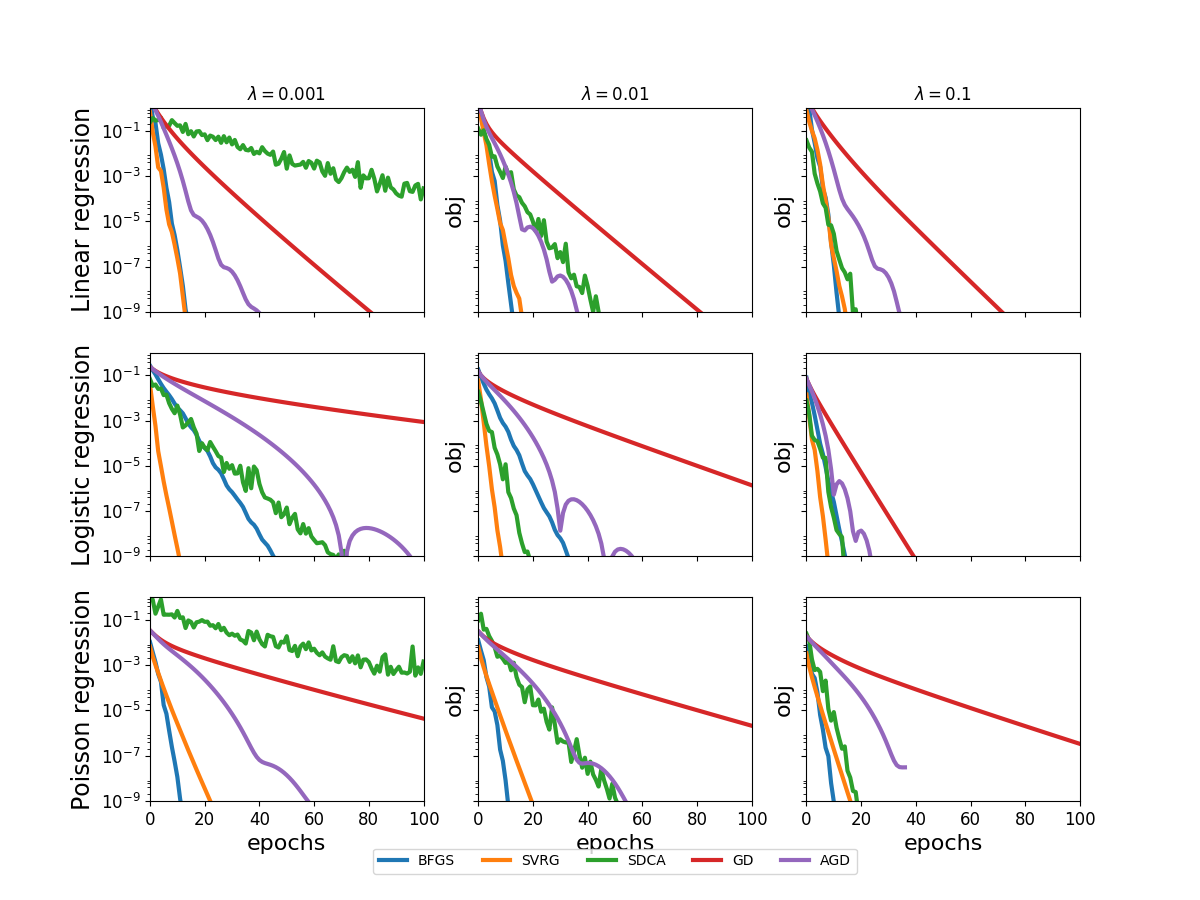 λ = 0.001 λ = 0.01 λ = 0.1
Linear regression
10⁻¹
10⁻³
10⁻⁵
10⁻⁷
10⁻⁹
obj
obj
Logistic regression
10⁻¹
10⁻³
10⁻⁵
10⁻⁷
10⁻⁹
obj
obj
Poisson regression
10⁻¹
10⁻³
10⁻⁵
10⁻⁷
10⁻⁹
obj
obj
0 20 40 60 80 100 0 20 40 60 80 100 0 20 40 60 80 100
epochs epochs epochs
BFGS SVRG SDCA GD AGD